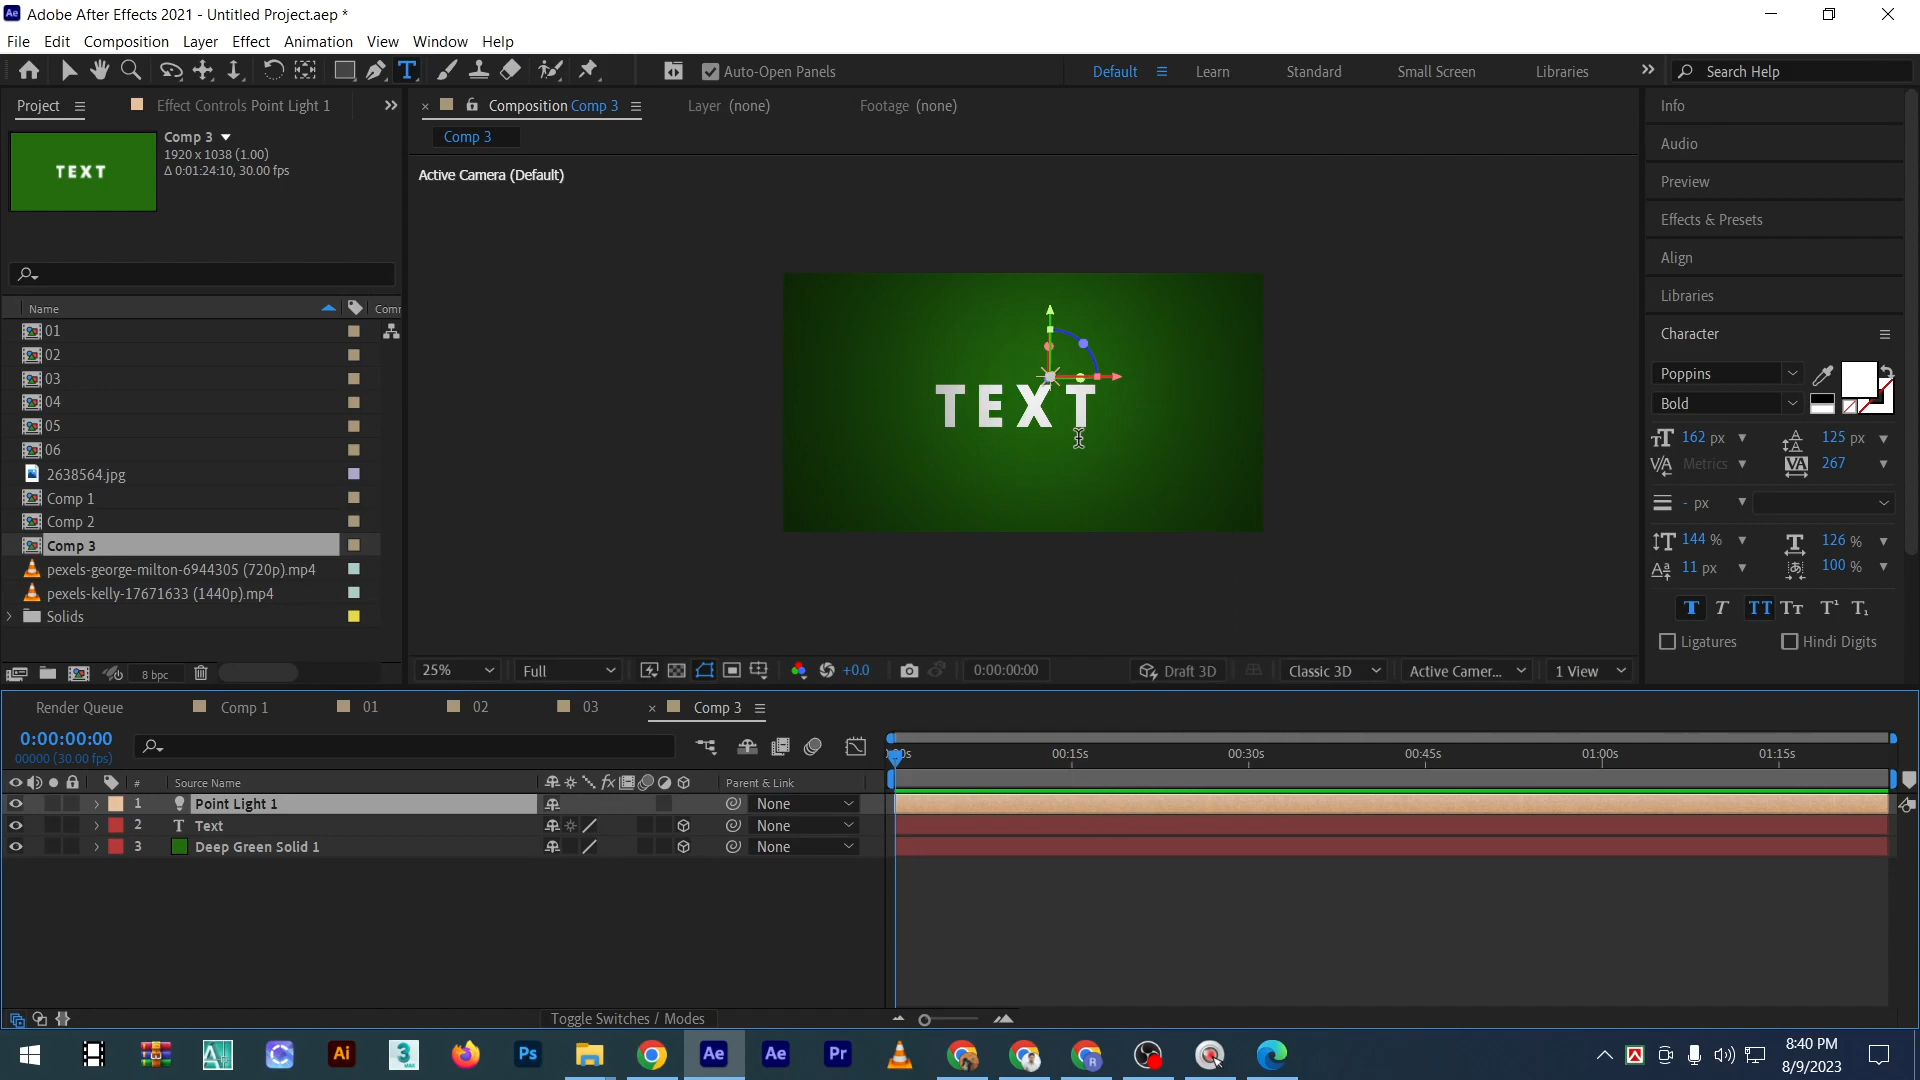 Adobe After Effects 2021 - Untitled Project.aep *
File Edit Composition Layer Effect Animation View Window Help
Auto-Open Panels Default Learn Standard Small Screen Libraries Search Help
Project Effect Controls Point Light 1
Composition Comp 3 Layer (none) Footage (none)
Comp 3
1920 x 1038 (1.00)
Δ 0:01:24:10, 30.00 fps
TEXT
Comp 3
Active Camera (Default)
TEXT
Name Comm
01
02
03
04
05
06
2638564.jpg
Comp 1
Comp 2
Comp 3
pexels-george-milton-6944305 (720p).mp4
pexels-kelly-17671633 (1440p).mp4
Solids
8 bpc
25% Full +0.0 0:00:00:00 Draft 3D Classic 3D Active Camer... 1 View
Info
Audio
Preview
Effects & Presets
Align
Libraries
Character
Poppins
Bold
162 px 125 px
Metrics 267
- px
144 % 126 %
11 px 100 %
Ligatures Hindi Digits
Render Queue Comp 1 01 02 03 Comp 3
0:00:00:00
00000 (30.00 fps)
00:15s 00:30s 00:45s 01:00s 01:15s
# Source Name Parent & Link
1 Point Light 1 None
2 Text None
3 Deep Green Solid 1 None
Toggle Switches / Modes
8:40 PM
8/9/2023